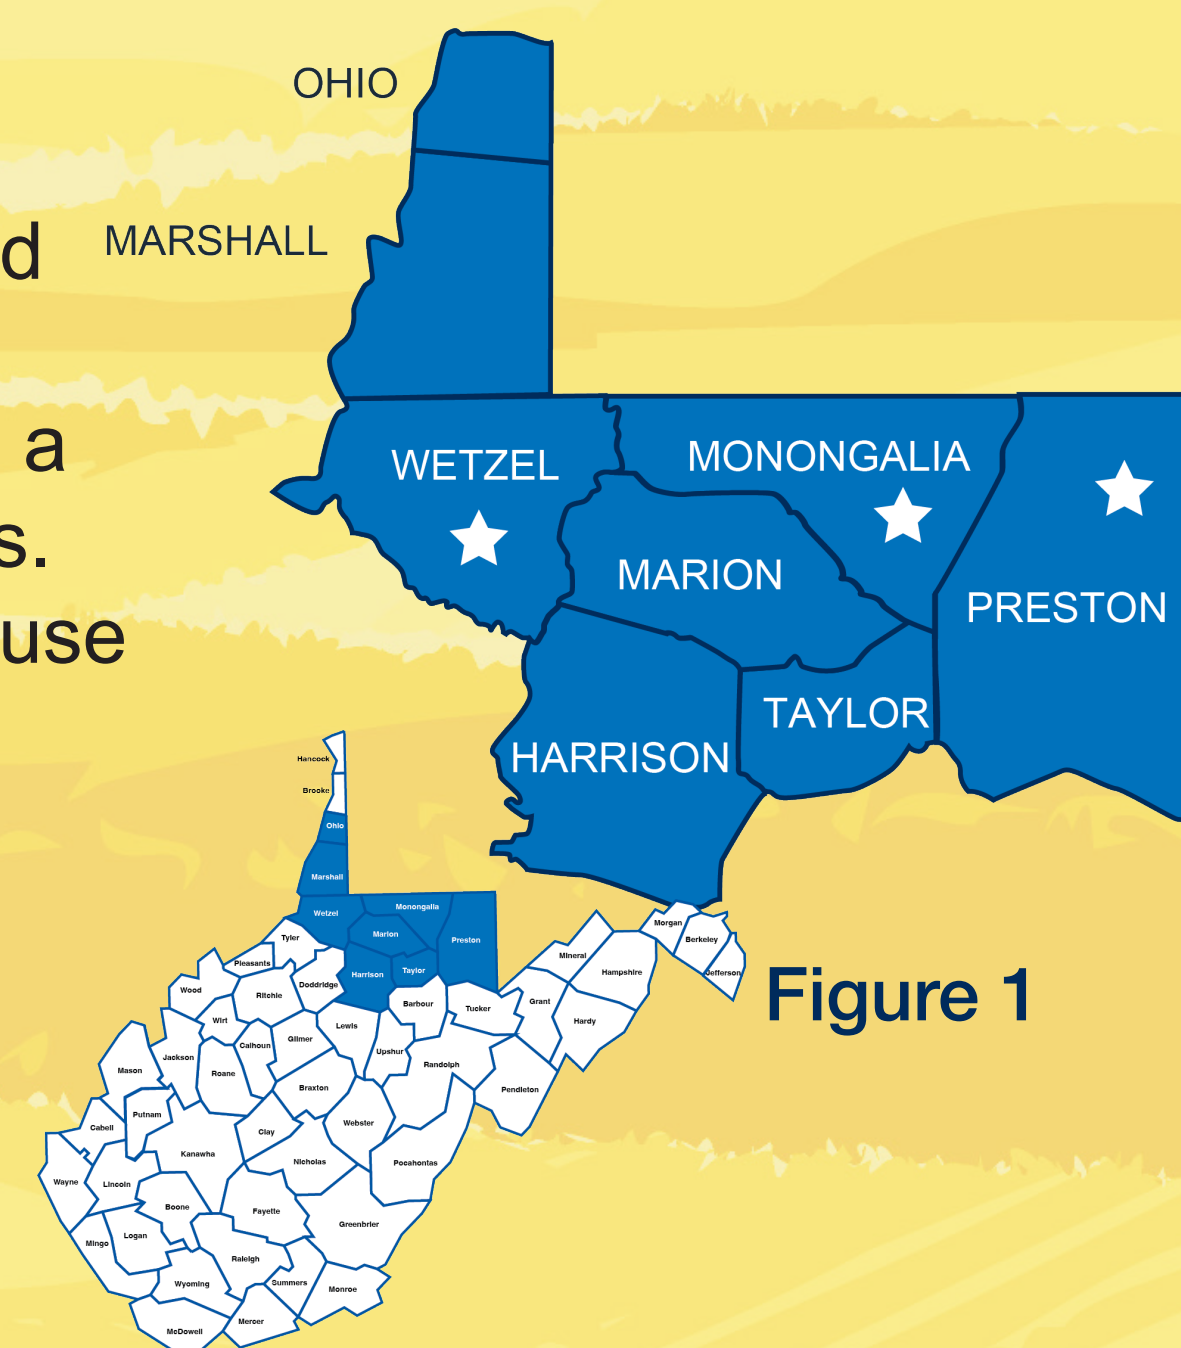 OHIO
d
MARSHALL
a
WETZEL
MONONGALIA
s.
MARION
PRESTON
use
TAYLOR
HARRISON
Hancock
Brooke
Ohio
Marshall
Wetzel
Monongalia
Marion
Preston
Tyler
Pleasants
Harrison
Taylor
Doddridge
Wood
Ritchie
Barbour
Tucker
Wirt
Lewis
Calhoun
Gilmer
Upshur
Randolph
Jackson
Roane
Mason
Braxton
Putnam
Cabell
Clay
Webster
Kanawha
Nicholas
Pocahontas
Wayne
Lincoln
Boone
Fayette
Greenbrier
Mingo
Logan
Raleigh
Wyoming
Summers
Monroe
Mercer
McDowell
Mineral
Hampshire
Grant
Hardy
Pendleton
Morgan
Berkeley
Jefferson
Figure 1